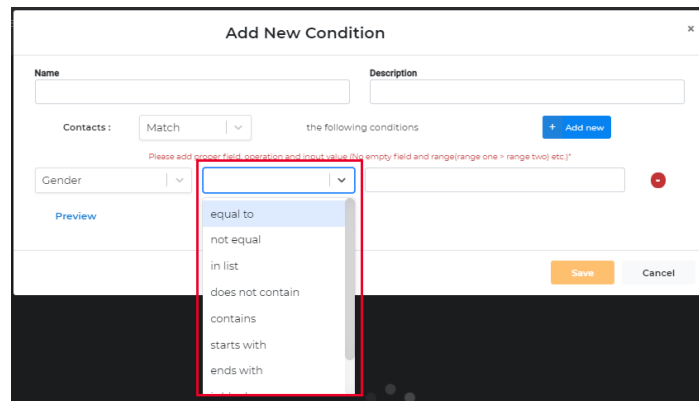 Add New Condition
×
Name
Description
Contacts :
Match
the following conditions
+ Add new
Please add proper field, operation and input value (No empty field and range(range one > range two) etc.)*
Gender
Preview
equal to
not equal
in list
does not contain
contains
starts with
ends with
Save
Cancel